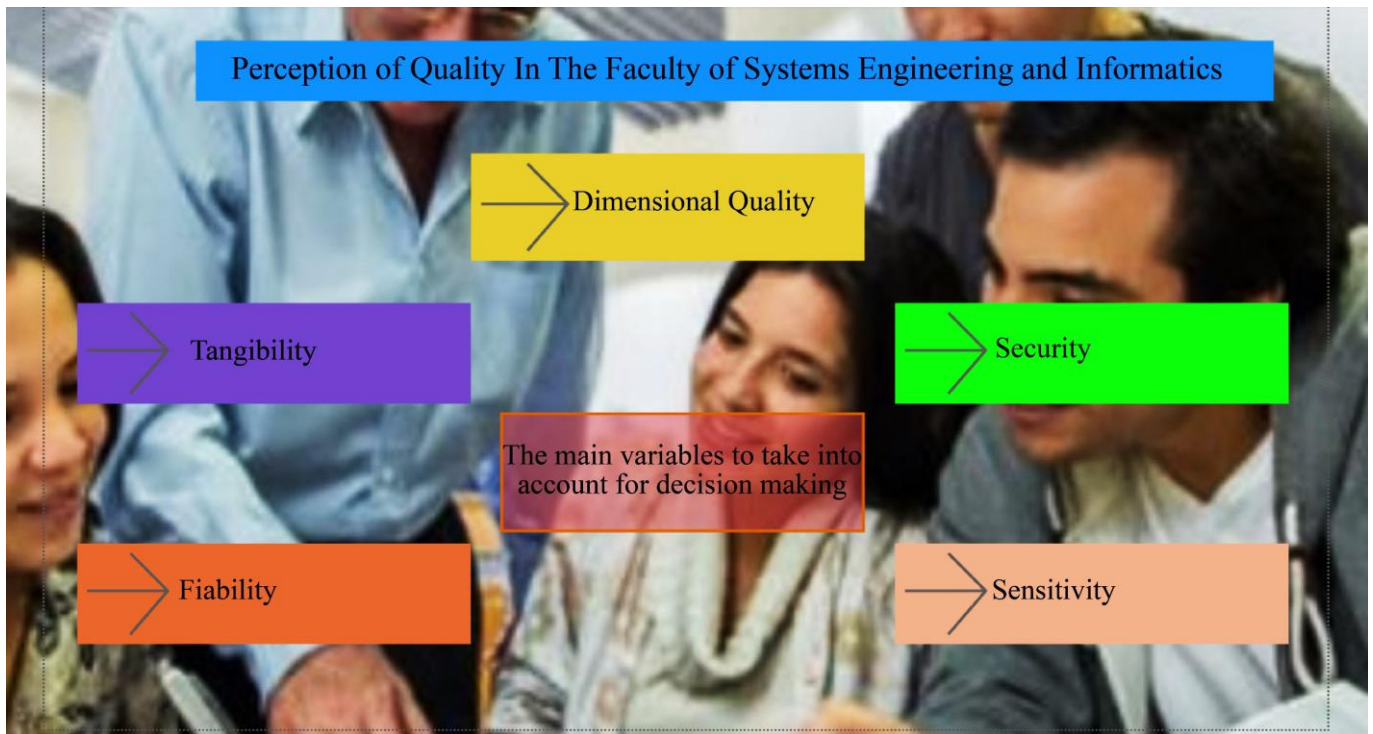 Perception of Quality In The Faculty of Systems Engineering and Informatics
Dimensional Quality
Tangibility
Security
The main variables to take into
account for decision making
Fiability
Sensitivity